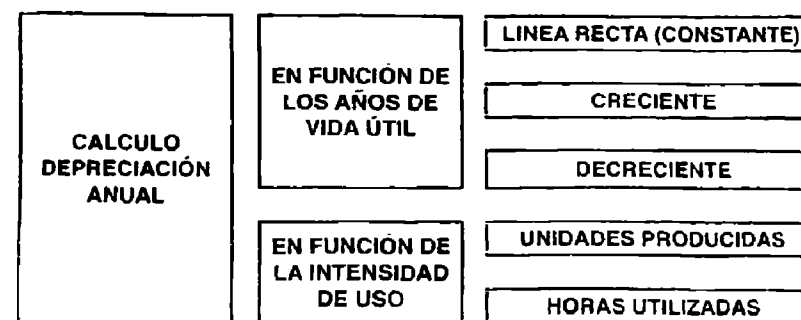 CALCULO
DEPRECIACIÓN
ANUAL
EN FUNCIÓN DE
LOS AÑOS DE
VIDA ÚTIL
LINEA RECTA (CONSTANTE)
CRECIENTE
DECRECIENTE
EN FUNCIÓN DE
LA INTENSIDAD
DE USO
UNIDADES PRODUCIDAS
HORAS UTILIZADAS